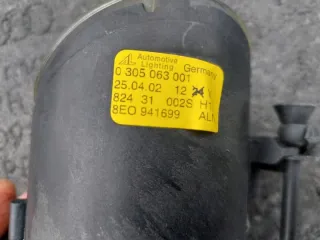 Automotive
Lighting Germany
0 305 063 001
25.04.02 12
824 31 002S H1
8E0 941699 AL